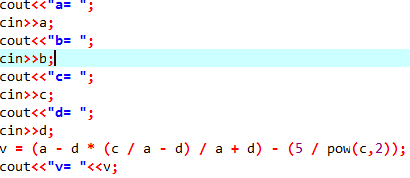 cout<<"a= ";
cin>>a;
cout<<"b= ";
cin>>b;
cout<<"c= ";
cin>>c;
cout<<"d= ";
cin>>d;
v = (a - d * (c / a - d) / a + d) - (5 / pow(c,2));
cout<<"v= "<<v;